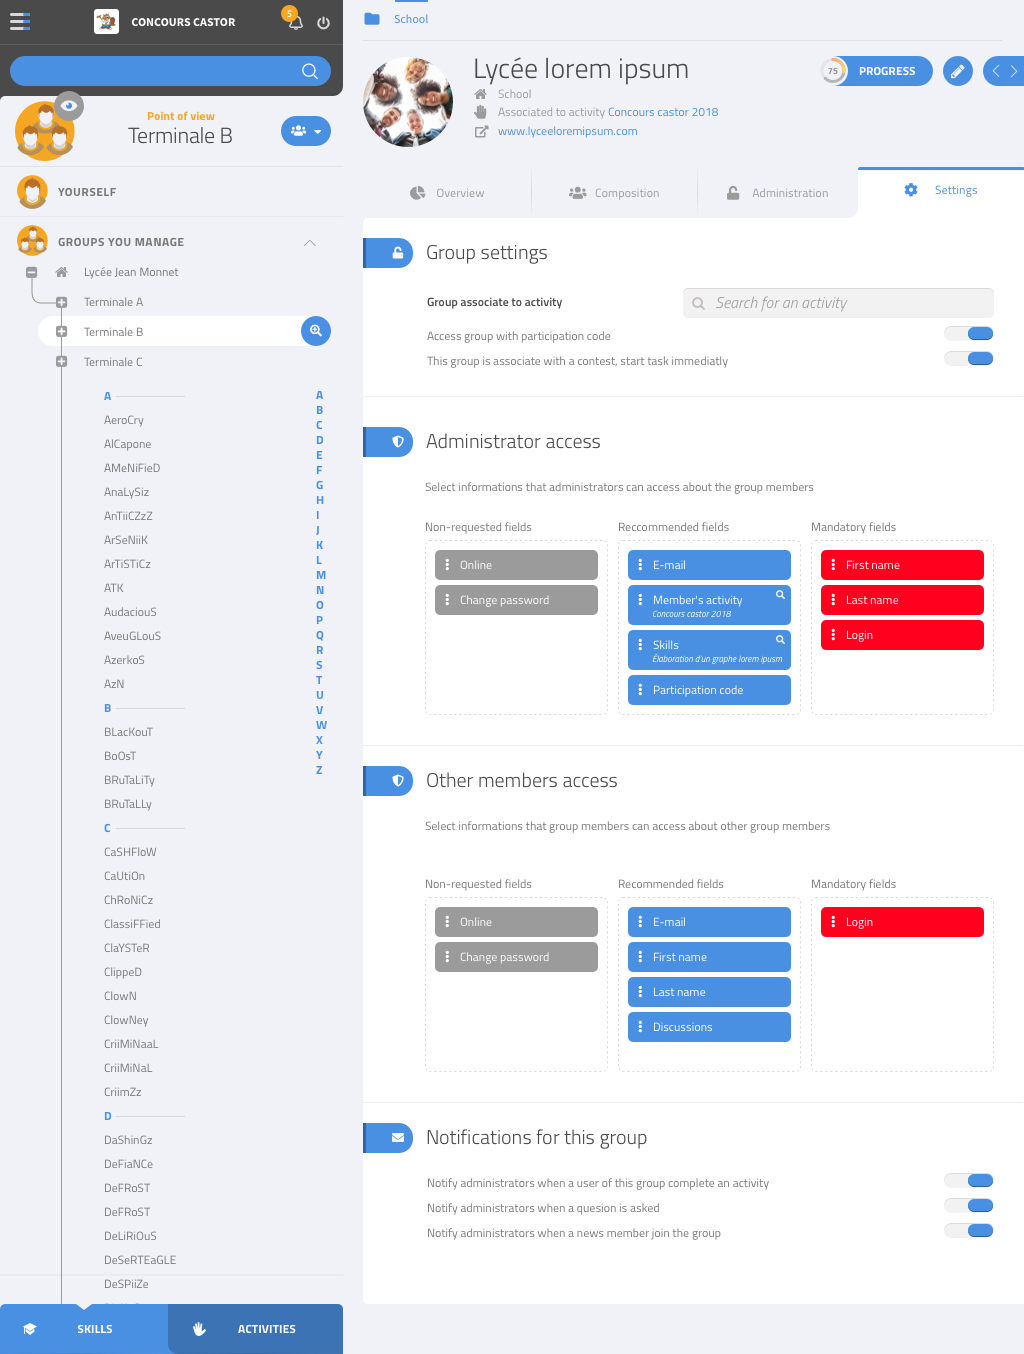 CONCOURS CASTOR
5
Point of view
Terminale B
YOURSELF
GROUPS YOU MANAGE
Lycée Jean Monnet
Terminale A
Terminale B
Terminale C
A
AeroCry
AlCapone
AMeNiFieD
AnaLySiz
AnTiiCZzZ
ArSeNiiK
ArTiSTiCz
ATK
AudaciouS
AveuGLouS
AzerkoS
AzN
B
BLacKouT
BoOsT
BRuTaLiTy
BRuTaLLy
C
CaSHFloW
CaUtiOn
ChRoNiCz
ClassiFFied
ClaYSTeR
ClippeD
ClowN
ClowNey
CriiMiNaaL
CriiMiNaL
CriimZz
D
DaShinGz
DeFiaNCe
DeFRoST
DeFRoST
DeLiRiOuS
DeSeRTEaGLE
DeSPiiZe
A
B
C
D
E
F
G
H
I
J
K
L
M
N
O
P
Q
R
S
T
U
V
W
X
Y
Z
SKILLS
ACTIVITIES
School
Lycée lorem ipsum
School
Associated to activity Concours castor 2018
www.lyceeloremipsum.com
75
PROGRESS
Overview
Composition
Administration
Settings
Group settings
Group associate to activity
Search for an activity
Access group with participation code
This group is associate with a contest, start task immediatly
Administrator access
Select informations that administrators can access about the group members
Non-requested fields
Online
Change password
Reccommended fields
E-mail
Member's activity
Concours castor 2018
Skills
Élaboration d'un graphe lorem ipusm
Participation code
Mandatory fields
First name
Last name
Login
Other members access
Select informations that group members can access about other group members
Non-requested fields
Online
Change password
Recommended fields
E-mail
First name
Last name
Discussions
Mandatory fields
Login
Notifications for this group
Notify administrators when a user of this group complete an activity
Notify administrators when a quesion is asked
Notify administrators when a news member join the group